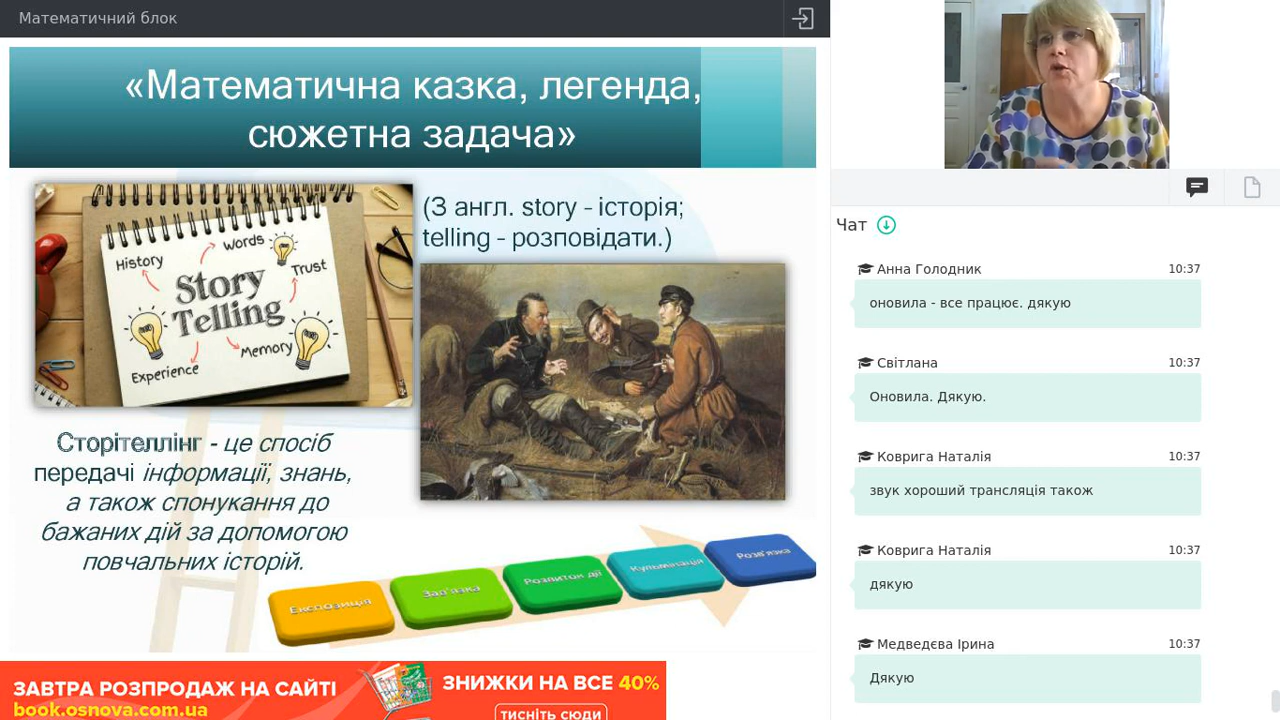 Математичний блок
«Математична казка, легенда,
сюжетна задача»
(З англ. story - історія;
telling - розповідати.)
Words
History
Trust
Story
Telling
Memory
Experience
Сторітеллінг - це спосіб
передачі інформації, знань,
а також спонукання до
бажаних дій за допомогою
повчальних історій.
Експозиція
Зав'язка
Розвиток дії
Кульмінація
Розв'язка
ЗАВТРА РОЗПРОДАЖ НА САЙТІ
book.osnova.com.ua
ЗНИЖКИ НА ВСЕ 40%
тисніть сюди
Чат
Анна Голодник 10:37
оновила - все працює. дякую
Світлана 10:37
Оновила. Дякую.
Коврига Наталія 10:37
звук хороший трансляція також
Коврига Наталія 10:37
дякую
Медведєва Ірина 10:37
Дякую